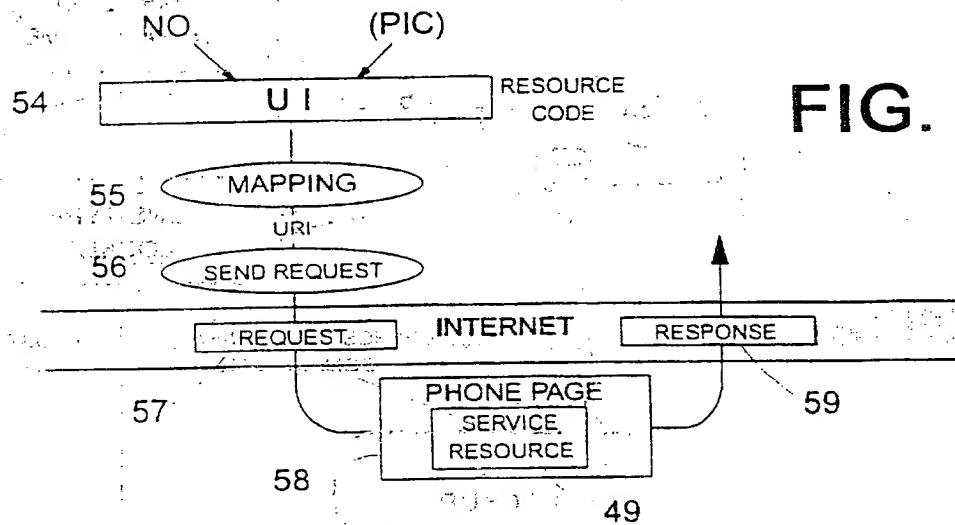 NO. (PIC)
54 UI RESOURCE
CODE
FIG.
55 MAPPING
URI
56 SEND REQUEST
REQUEST INTERNET RESPONSE
57 PHONE PAGE 59
SERVICE
RESOURCE
58
49